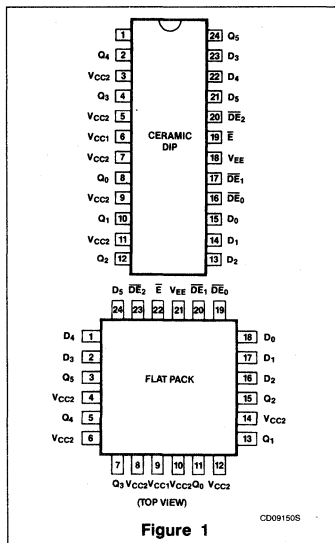 1 24 Q5
Q4 2 23 D3
VCC2 3 22 D4
Q3 4 21 D5
VCC2 5 20 DE2
VCC1 6 19 E
VCC2 7 18 VEE
CERAMIC
DIP
Q0 8 17 DE1
VCC2 9 16 DE0
Q1 10 15 D0
VCC2 11 14 D1
Q2 12 13 D2
D5 DE2 E VEE DE1 DE0
24 23 22 21 20 19
D4 1 18 D0
D3 2 17 D1
Q5 3 FLAT PACK 16 D2
VCC2 4 15 Q2
Q4 5 14 VCC2
VCC2 6 13 Q1
7 8 9 10 11 12
Q3 VCC2 VCC1 VCC2 Q0 VCC2
(TOP VIEW)
CD09150S
Figure 1